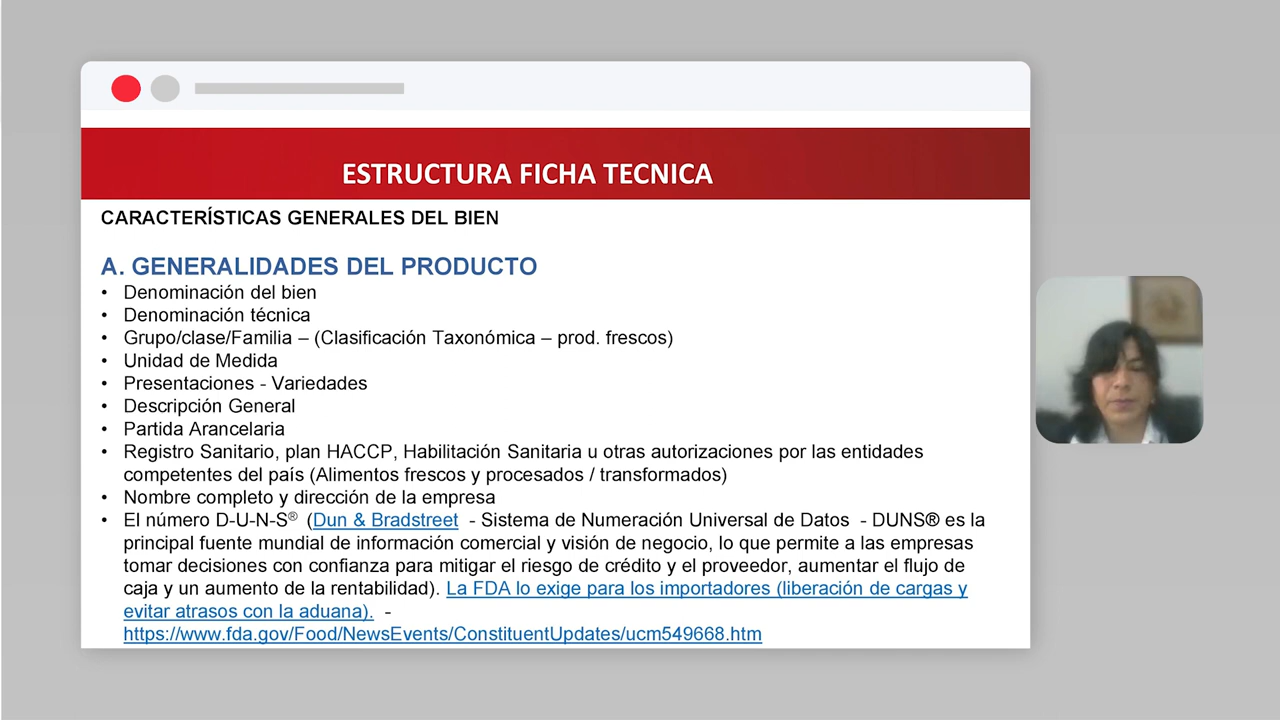 ESTRUCTURA FICHA TECNICA
CARACTERÍSTICAS GENERALES DEL BIEN
A. GENERALIDADES DEL PRODUCTO
• Denominación del bien
• Denominación técnica
• Grupo/clase/Familia – (Clasificación Taxonómica – prod. frescos)
• Unidad de Medida
• Presentaciones - Variedades
• Descripción General
• Partida Arancelaria
• Registro Sanitario, plan HACCP, Habilitación Sanitaria u otras autorizaciones por las entidades
competentes del país (Alimentos frescos y procesados / transformados)
• Nombre completo y dirección de la empresa
• El número D-U-N-S® (Dun & Bradstreet - Sistema de Numeración Universal de Datos - DUNS® es la
principal fuente mundial de información comercial y visión de negocio, lo que permite a las empresas
tomar decisiones con confianza para mitigar el riesgo de crédito y el proveedor, aumentar el flujo de
caja y un aumento de la rentabilidad). La FDA lo exige para los importadores (liberación de cargas y
evitar atrasos con la aduana). -
https://www.fda.gov/Food/NewsEvents/ConstituentUpdates/ucm549668.htm